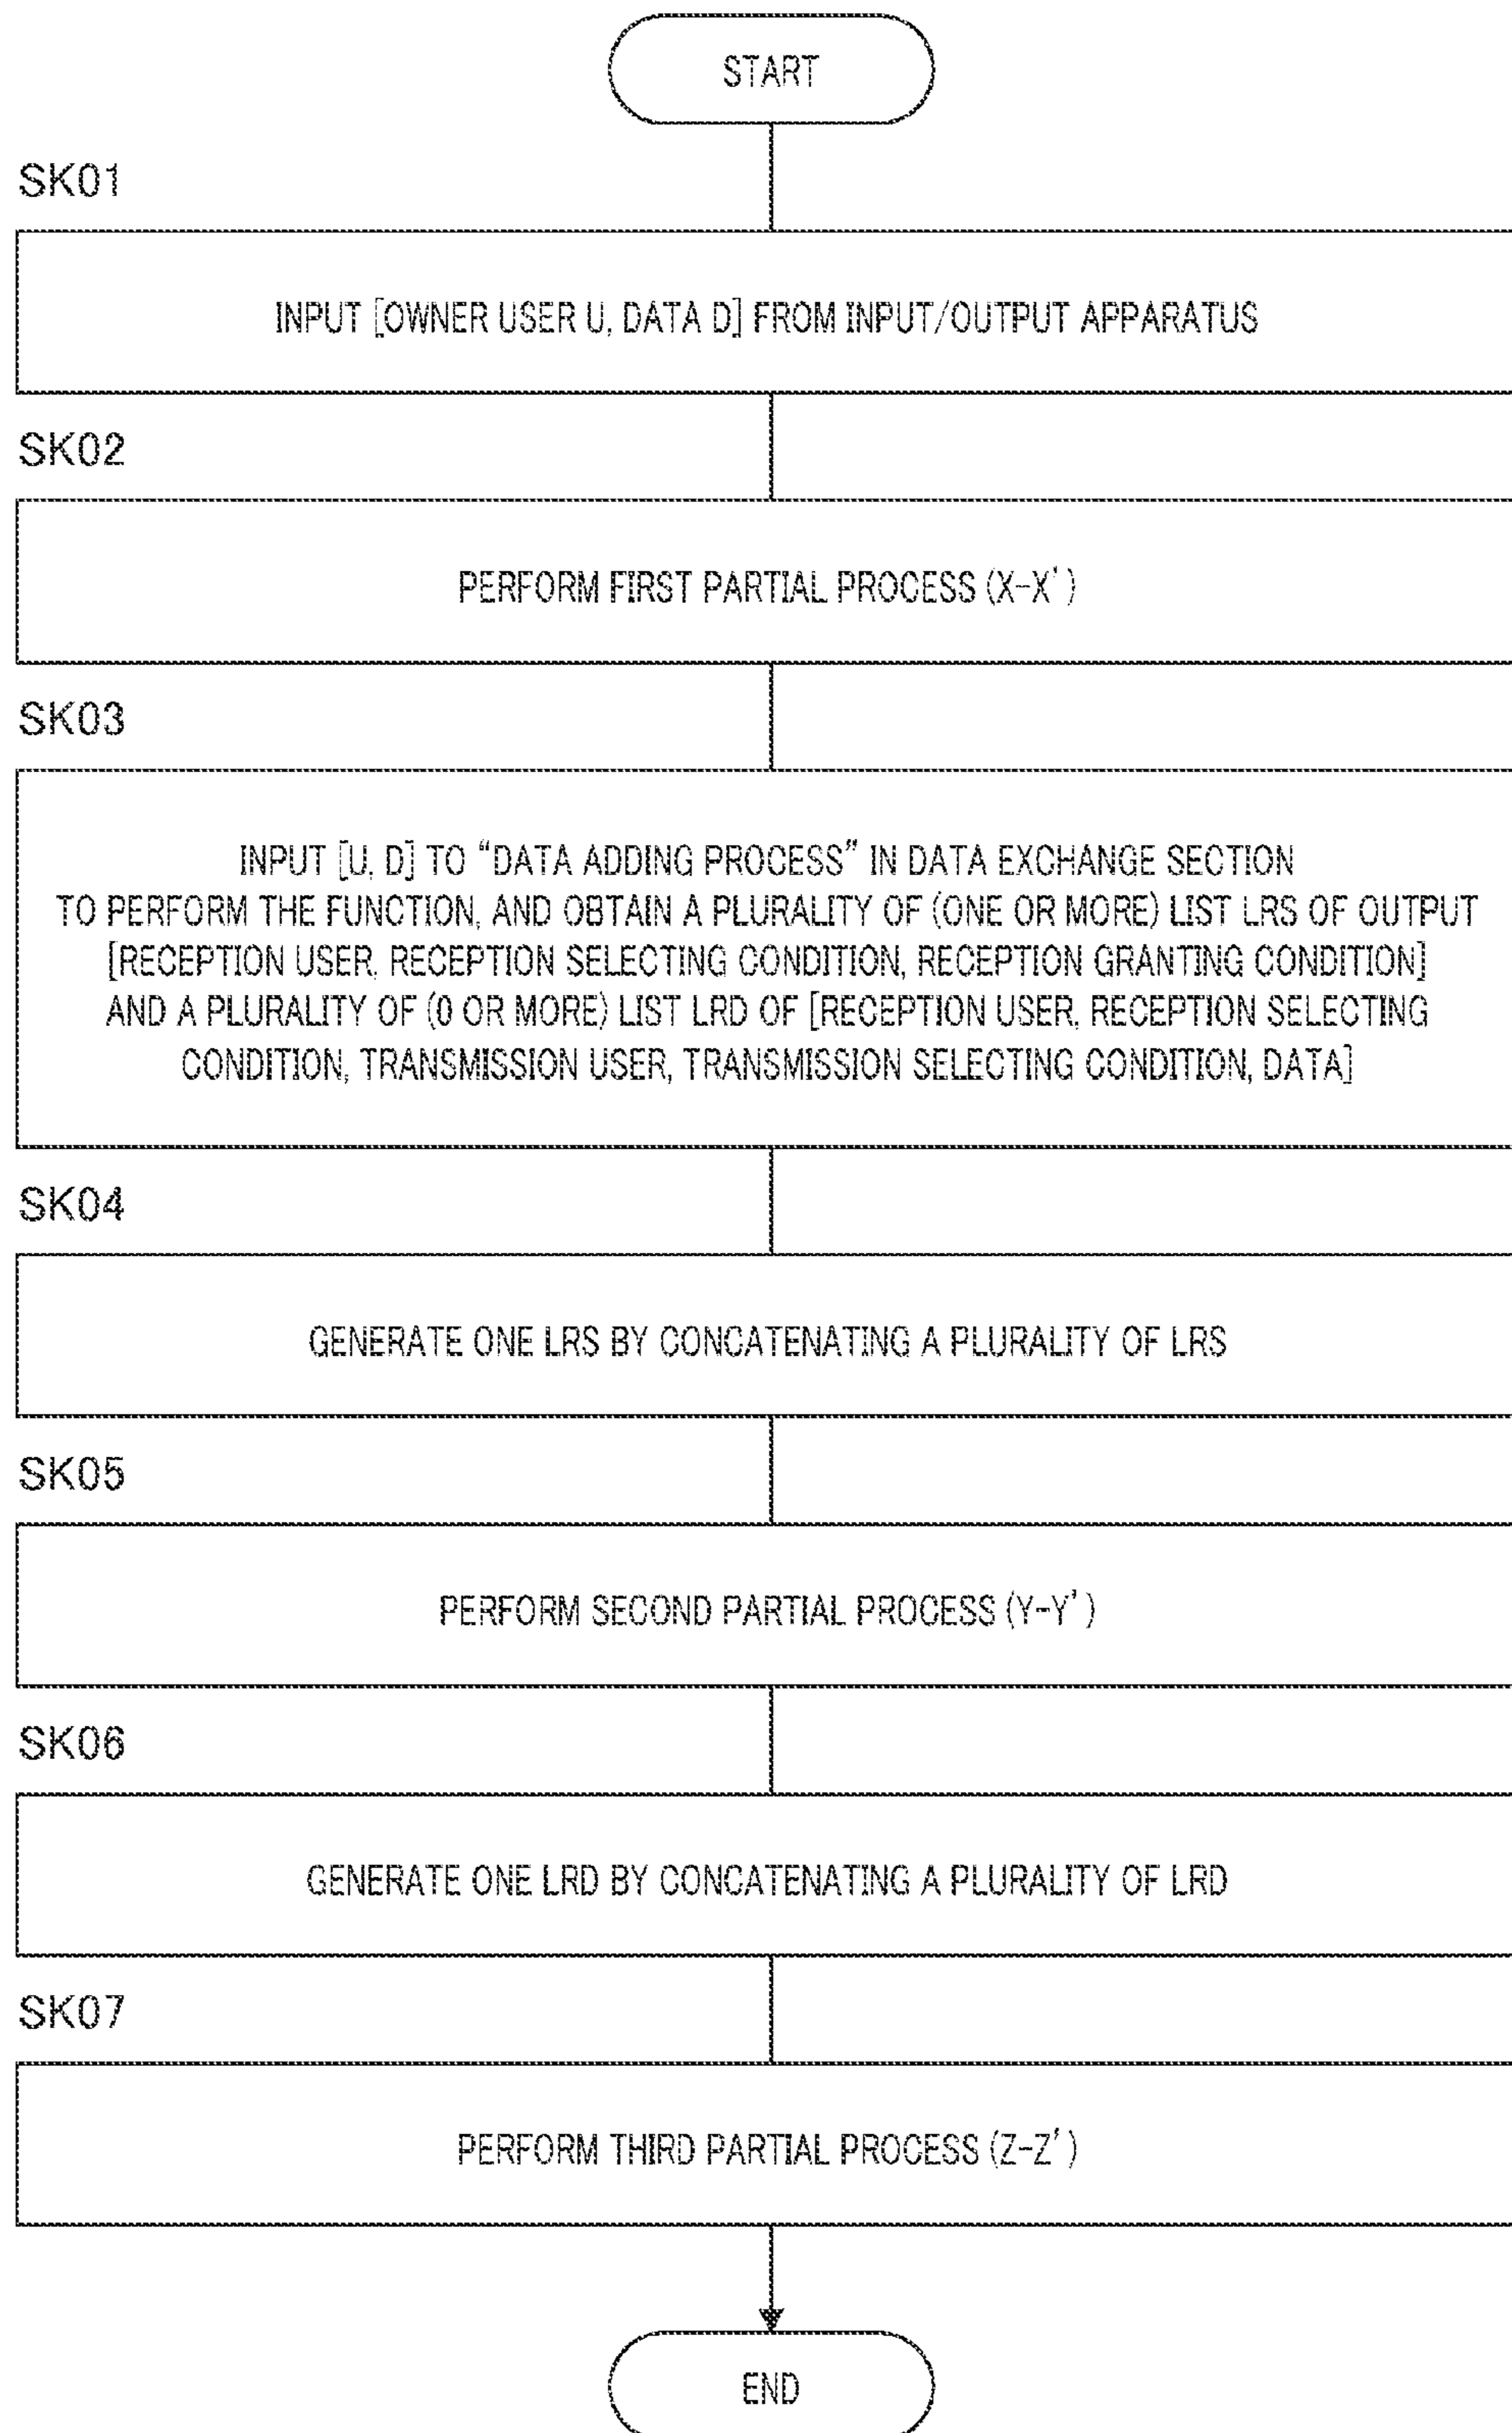 START
SK01
INPUT [OWNER USER U, DATA D] FROM INPUT/OUTPUT APPARATUS
SK02
PERFORM FIRST PARTIAL PROCESS (X-X')
SK03
INPUT [U, D] TO “DATA ADDING PROCESS” IN DATA EXCHANGE SECTION
TO PERFORM THE FUNCTION, AND OBTAIN A PLURALITY OF (ONE OR MORE) LIST LRS OF OUTPUT
[RECEPTION USER, RECEPTION SELECTING CONDITION, RECEPTION GRANTING CONDITION]
AND A PLURALITY OF (0 OR MORE) LIST LRD OF [RECEPTION USER, RECEPTION SELECTING
CONDITION, TRANSMISSION USER, TRANSMISSION SELECTING CONDITION, DATA]
SK04
GENERATE ONE LRS BY CONCATENATING A PLURALITY OF LRS
SK05
PERFORM SECOND PARTIAL PROCESS (Y-Y')
SK06
GENERATE ONE LRD BY CONCATENATING A PLURALITY OF LRD
SK07
PERFORM THIRD PARTIAL PROCESS (Z-Z')
END